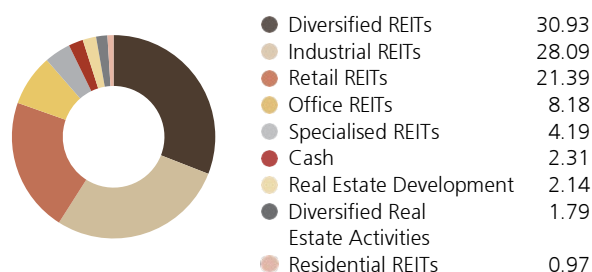 Diversified REITs 30.93
Industrial REITs 28.09
Retail REITs 21.39
Office REITs 8.18
Specialised REITs 4.19
Cash 2.31
Real Estate Development 2.14
Diversified Real 1.79
Estate Activities
Residential REITs 0.97